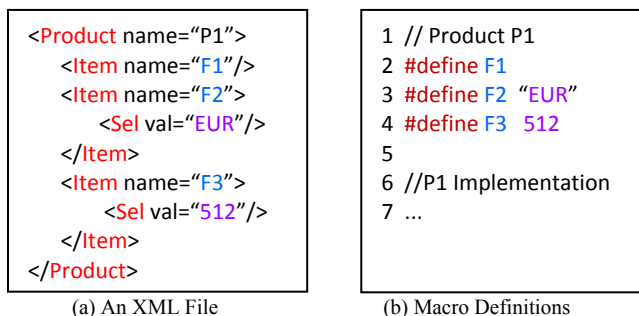 <Product name=“P1”>
<Item name=“F1”/>
<Item name=“F2”>
<Sel val=“EUR”/>
</Item>
<Item name=“F3”>
<Sel val=“512”/>
</Item>
</Product>
(a) An XML File
1 // Product P1
2 #define F1
3 #define F2 “EUR”
4 #define F3 512
5
6 //P1 Implementation
7 ...
(b) Macro Definitions